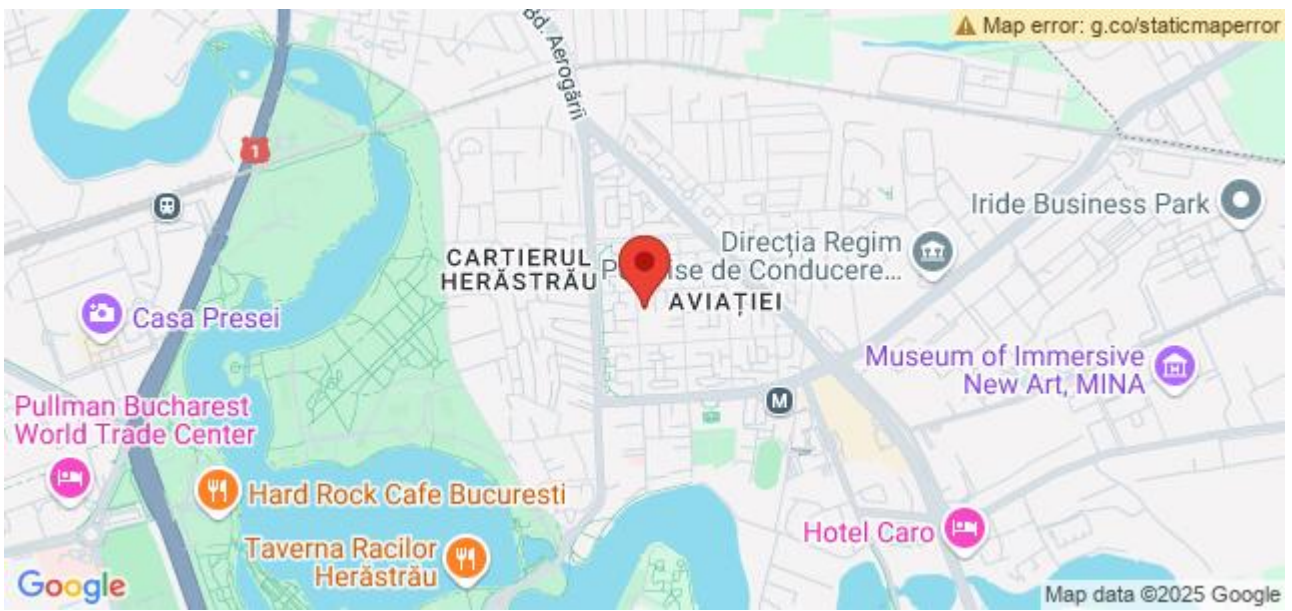 Map error: g.co/staticmaperror
Bd. Aerogării
1
Iride Business Park
Direcția Regim
de Conducere...
CARTIERUL
HERĂSTRĂU
AVIAȚIEI
Casa Presei
Museum of Immersive
New Art, MINA
M
Pullman Bucharest
World Trade Center
Hard Rock Cafe Bucuresti
Hotel Caro
Taverna Racilor
Herăstrău
Google
Map data ©2025 Google